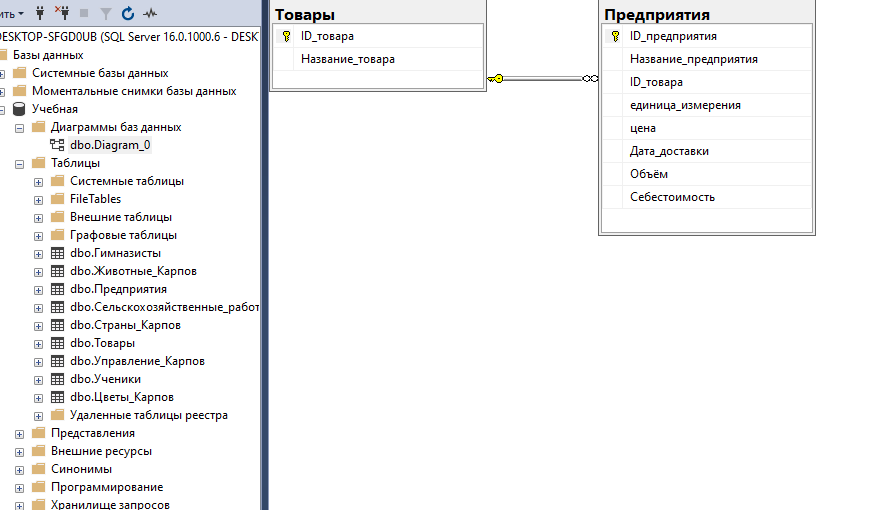 ить
DESKTOP-SFGD0UB (SQL Server 16.0.1000.6 - DESK
Базы данных
Системные базы данных
Моментальные снимки базы данных
Учебная
Диаграммы баз данных
dbo.Diagram_0
Таблицы
Системные таблицы
FileTables
Внешние таблицы
Графовые таблицы
dbo.Гимназисты
dbo.Животные_Карпов
dbo.Предприятия
dbo.Сельскохозяйственные_работ
dbo.Страны_Карпов
dbo.Товары
dbo.Управление_Карпов
dbo.Ученики
dbo.Цветы_Карпов
Удаленные таблицы реестра
Представления
Внешние ресурсы
Синонимы
Программирование
Хранилище запросов
Товары
ID_товара
Название_товара
Предприятия
ID_предприятия
Название_предприятия
ID_товара
единица_измерения
цена
Дата_доставки
Объём
Себестоимость